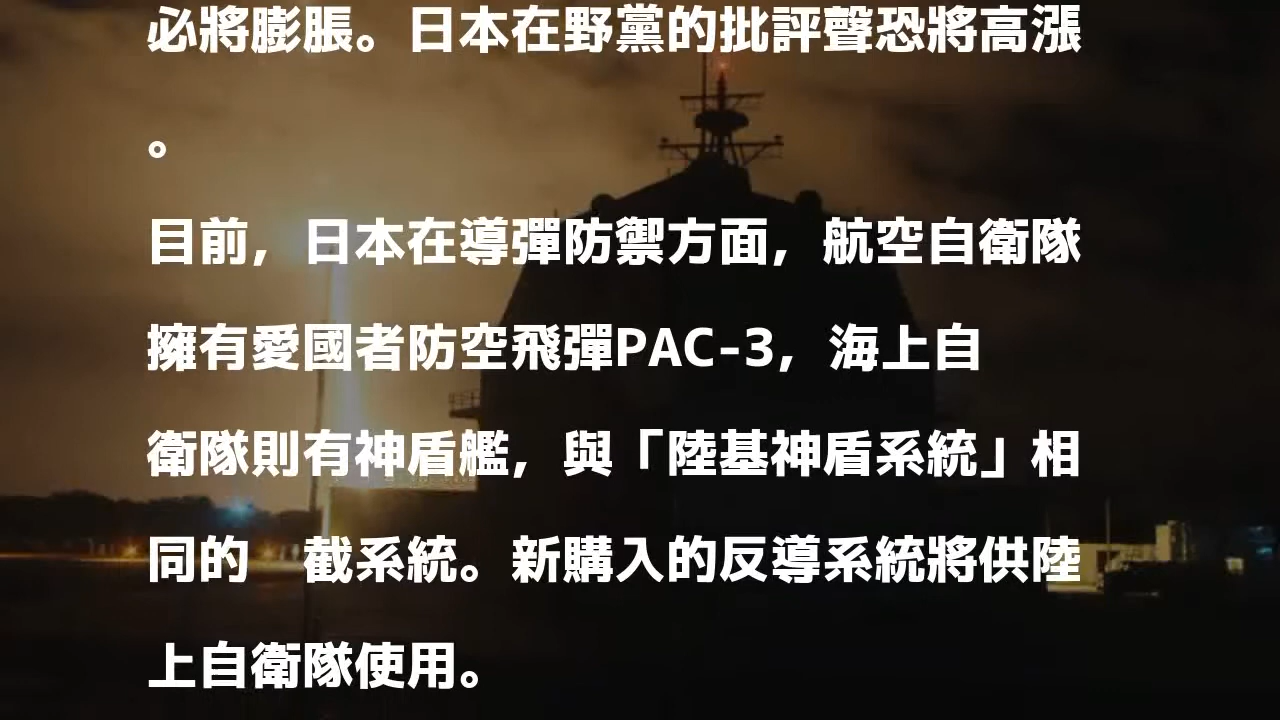 必將膨脹。日本在野黨的批評聲恐將高漲
。
目前，日本在導彈防禦方面，航空自衛隊
擁有愛國者防空飛彈PAC-3，海上自
衛隊則有神盾艦，與「陸基神盾系統」相
同的　截系統。新購入的反導系統將供陸
上自衛隊使用。